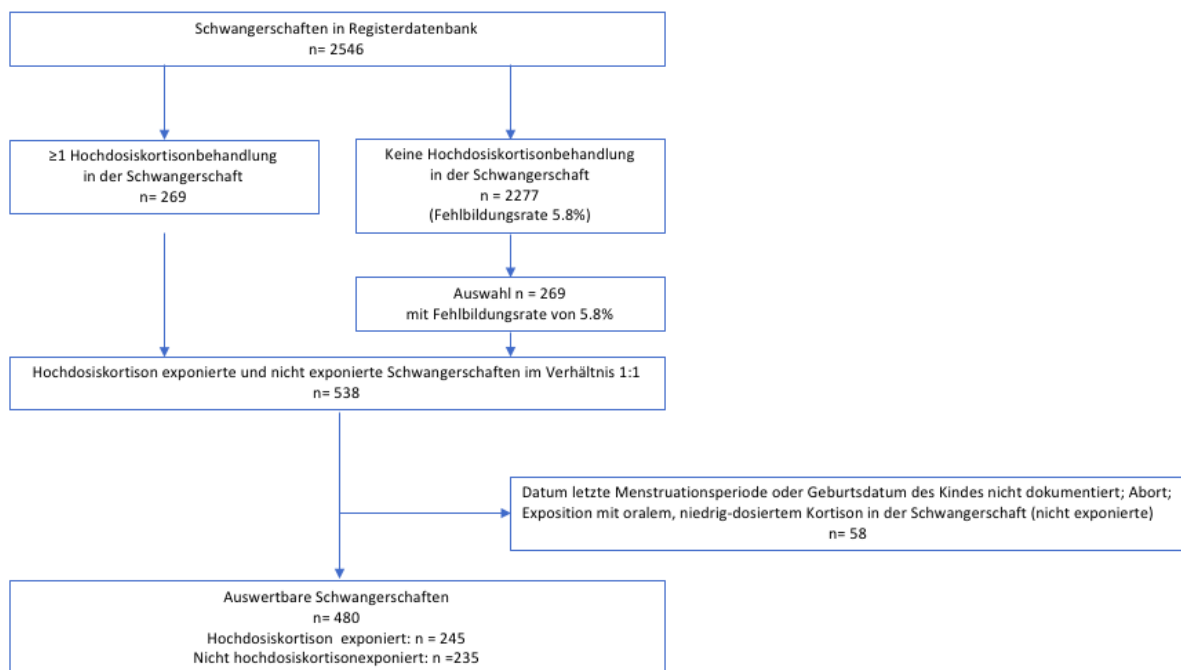 Schwangerschaften in Registerdatenbank
n= 2546
≥1 Hochdosiskortisonbehandlung
in der Schwangerschaft
n= 269
Keine Hochdosiskortisonbehandlung
in der Schwangerschaft
n = 2277
(Fehlbildungsrate 5.8%)
Auswahl n = 269
mit Fehlbildungsrate von 5.8%
Hochdosiskortison exponierte und nicht exponierte Schwangerschaften im Verhältnis 1:1
n= 538
Datum letzte Menstruationsperiode oder Geburtsdatum des Kindes nicht dokumentiert; Abort;
Exposition mit oralem, niedrig-dosiertem Kortison in der Schwangerschaft (nicht exponierte)
n= 58
Auswertbare Schwangerschaften
n= 480
Hochdosiskortison exponiert: n = 245
Nicht hochdosiskortisonexponiert: n =235